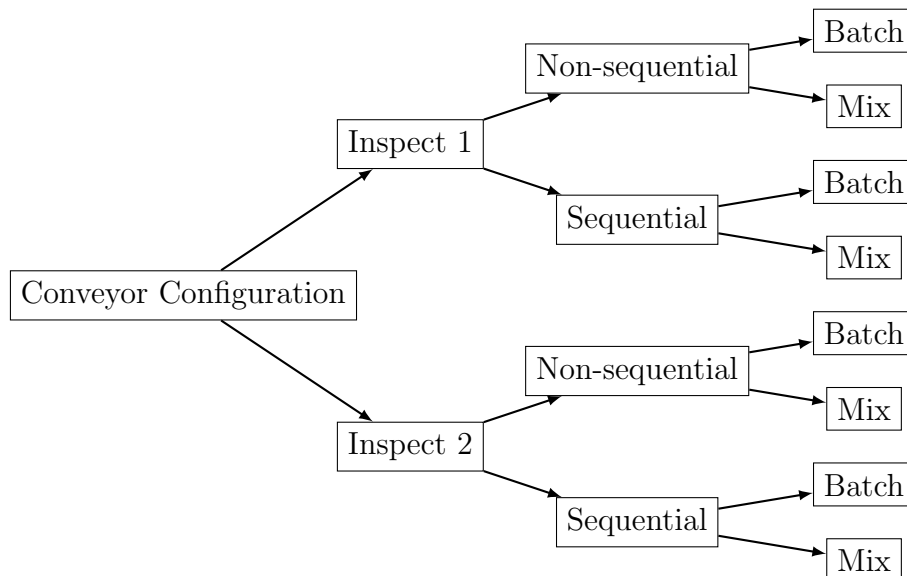 Batch
Non-sequential
Mix
Inspect 1
Batch
Sequential
Mix
Conveyor Configuration
Batch
Non-sequential
Mix
Inspect 2
Batch
Sequential
Mix